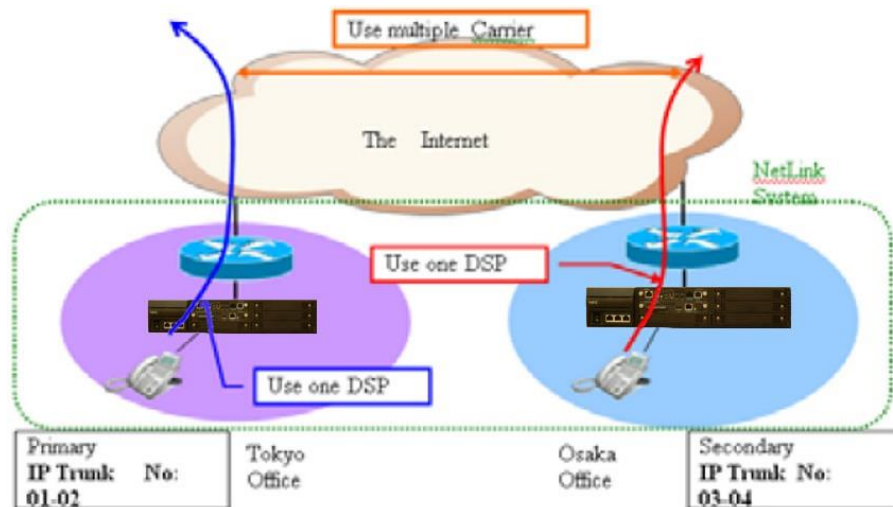 Use multiple Carrier
The Internet
NetLink
System
Use one DSP
Use one DSP
Primary
IP Trunk No:
01-02
Tokyo
Office
Osaka
Office
Secondary
IP Trunk No:
03-04